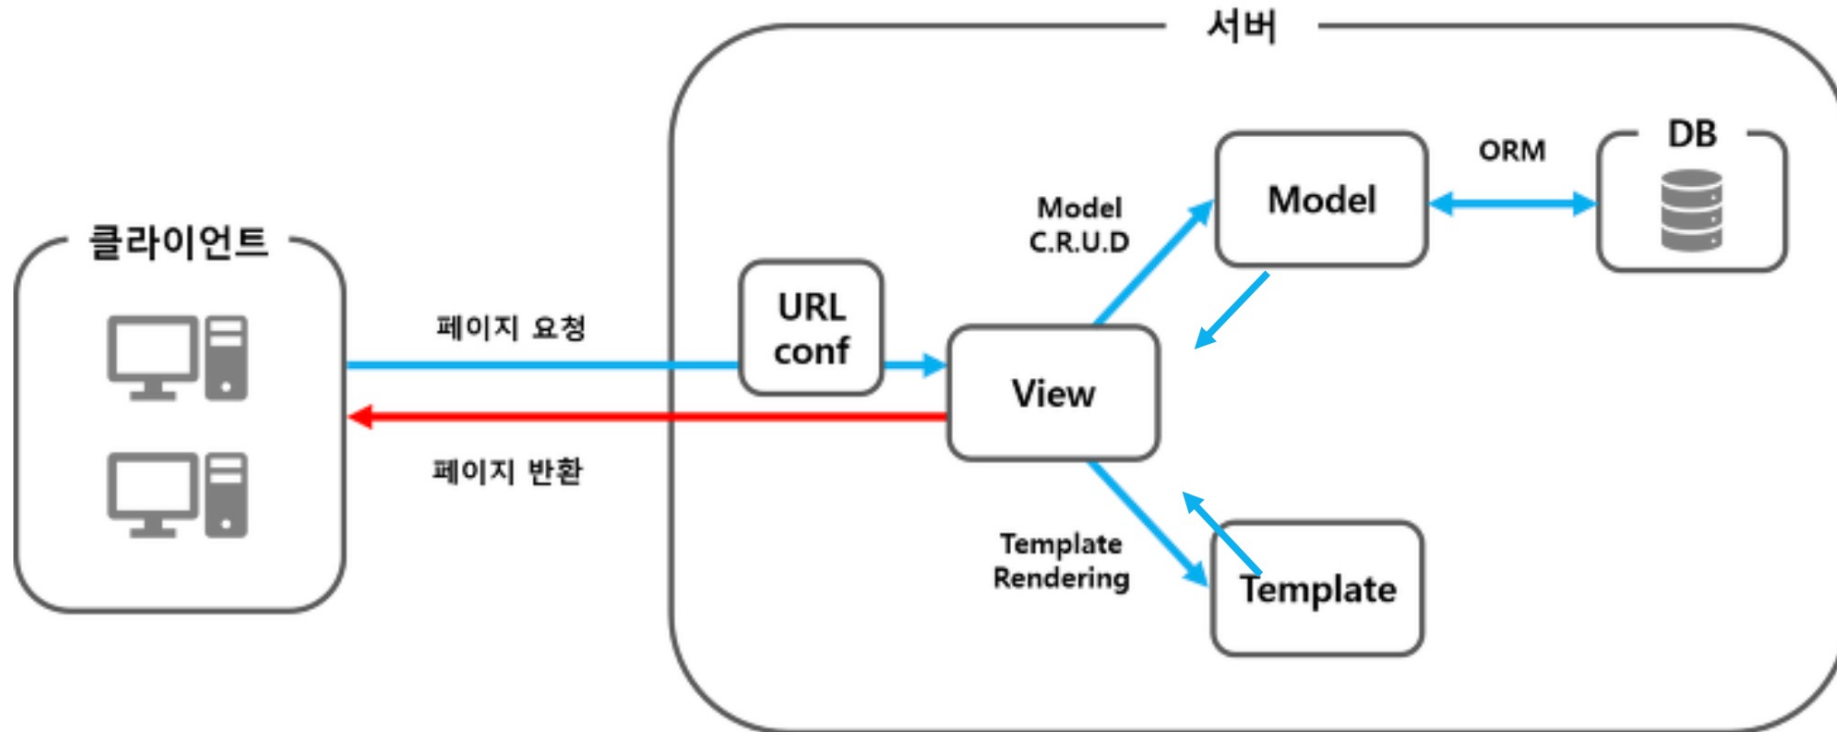 서버
클라이언트
페이지 요청
페이지 반환
URL
conf
View
Model
C.R.U.D
Model
ORM
DB
Template
Rendering
Template